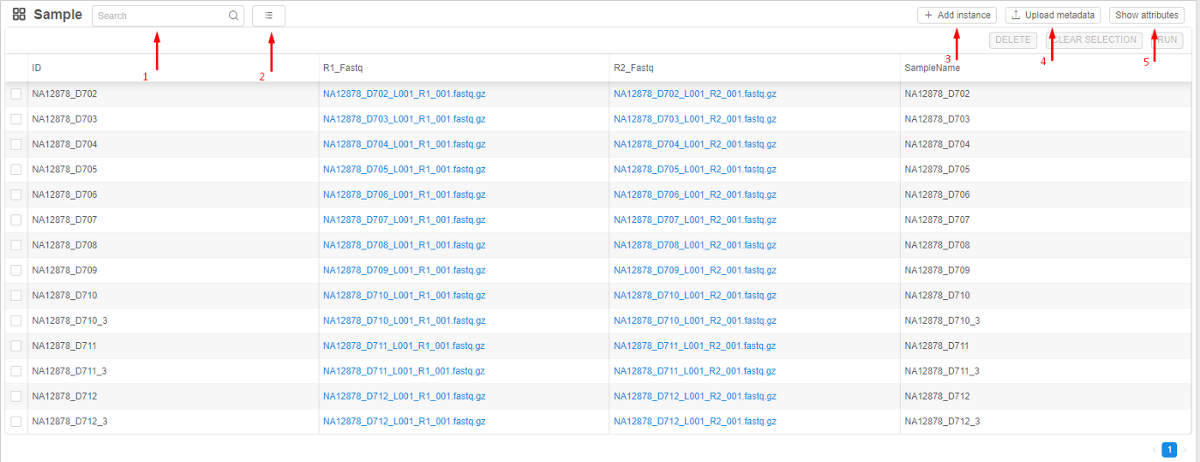 Sample Search + Add instance Upload metadata Show attributes
DELETE CLEAR SELECTION RUN
1 2 3 4 5
ID R1_Fastq R2_Fastq SampleName
NA12878_D702 NA12878_D702_L001_R1_001.fastq.gz NA12878_D702_L001_R2_001.fastq.gz NA12878_D702
NA12878_D703 NA12878_D703_L001_R1_001.fastq.gz NA12878_D703_L001_R2_001.fastq.gz NA12878_D703
NA12878_D704 NA12878_D704_L001_R1_001.fastq.gz NA12878_D704_L001_R2_001.fastq.gz NA12878_D704
NA12878_D705 NA12878_D705_L001_R1_001.fastq.gz NA12878_D705_L001_R2_001.fastq.gz NA12878_D705
NA12878_D706 NA12878_D706_L001_R1_001.fastq.gz NA12878_D706_L001_R2_001.fastq.gz NA12878_D706
NA12878_D707 NA12878_D707_L001_R1_001.fastq.gz NA12878_D707_L001_R2_001.fastq.gz NA12878_D707
NA12878_D708 NA12878_D708_L001_R1_001.fastq.gz NA12878_D708_L001_R2_001.fastq.gz NA12878_D708
NA12878_D709 NA12878_D709_L001_R1_001.fastq.gz NA12878_D709_L001_R2_001.fastq.gz NA12878_D709
NA12878_D710 NA12878_D710_L001_R1_001.fastq.gz NA12878_D710_L001_R2_001.fastq.gz NA12878_D710
NA12878_D710_3 NA12878_D710_L001_R1_001.fastq.gz NA12878_D710_L001_R2_001.fastq.gz NA12878_D710_3
NA12878_D711 NA12878_D711_L001_R1_001.fastq.gz NA12878_D711_L001_R2_001.fastq.gz NA12878_D711
NA12878_D711_3 NA12878_D711_L001_R1_001.fastq.gz NA12878_D711_L001_R2_001.fastq.gz NA12878_D711_3
NA12878_D712 NA12878_D712_L001_R1_001.fastq.gz NA12878_D712_L001_R2_001.fastq.gz NA12878_D712
NA12878_D712_3 NA12878_D712_L001_R1_001.fastq.gz NA12878_D712_L001_R2_001.fastq.gz NA12878_D712_3
1